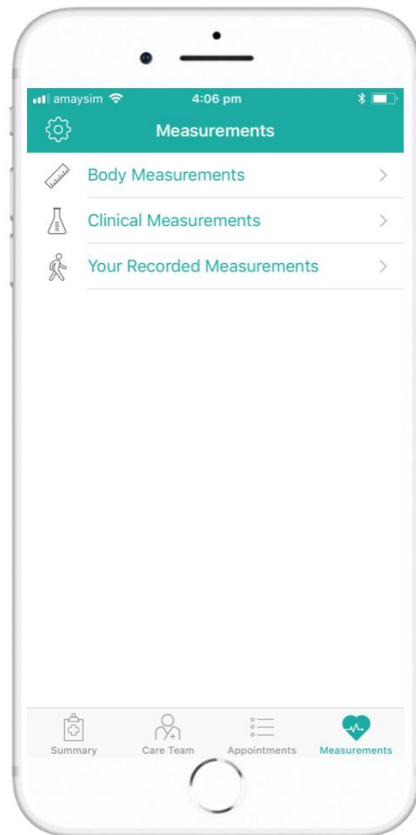 amaysim 4:06 pm
Measurements
Body Measurements
Clinical Measurements
Your Recorded Measurements
Summary Care Team Appointments Measurements